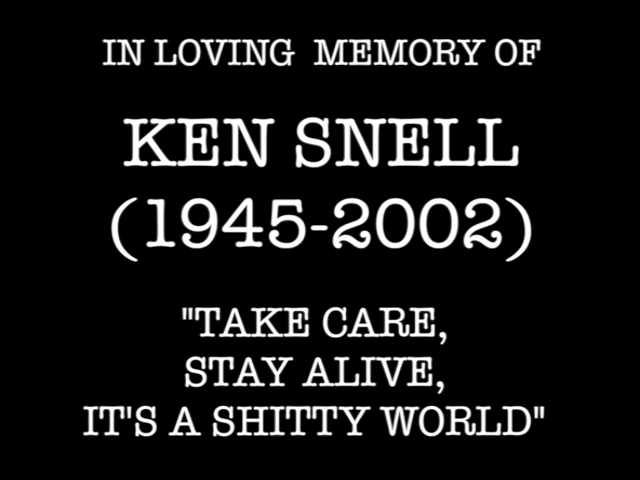 IN LOVING MEMORY OF
KEN SNELL
(1945-2002)
"TAKE CARE,
STAY ALIVE,
IT'S A SHITTY WORLD"